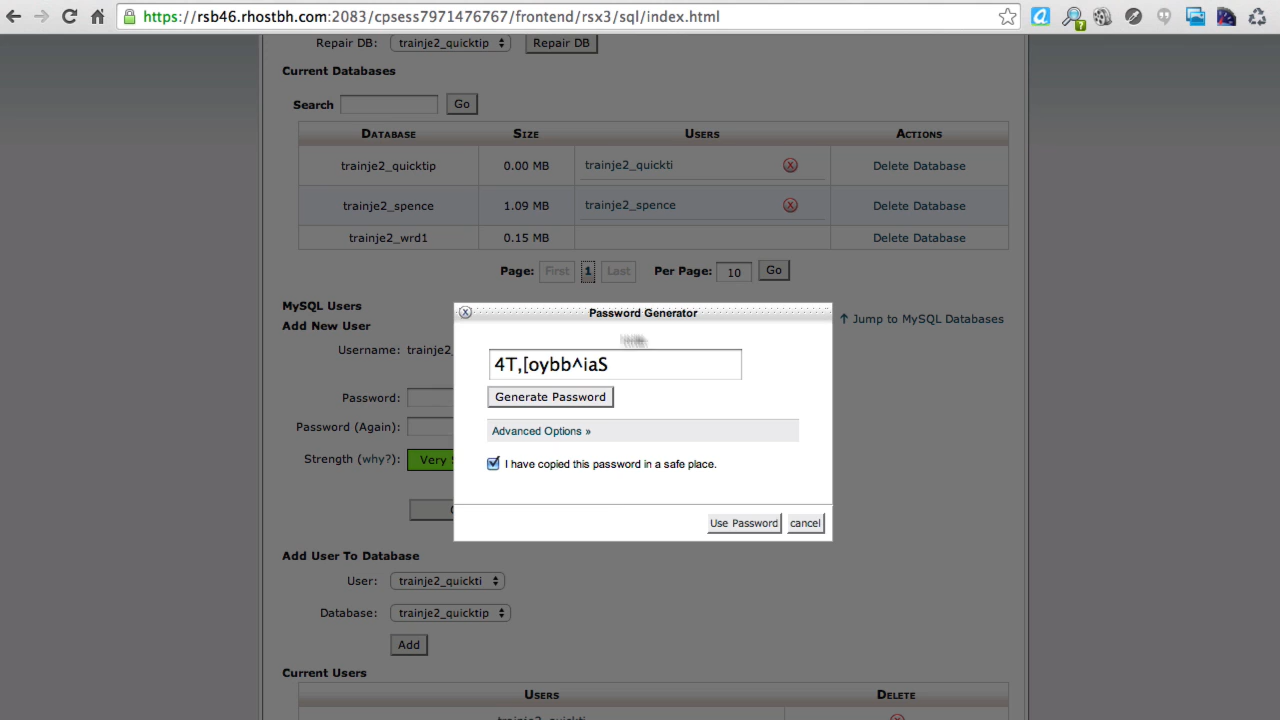 https://rsb46.rhostbh.com:2083/cpsess7971476767/frontend/rsx3/sql/index.html
Repair DB: trainje2_quicktip Repair DB
Current Databases
Search Go
Database Size Users Actions
trainje2_quicktip 0.00 MB trainje2_quickti Delete Database
trainje2_spence 1.09 MB trainje2_spence Delete Database
trainje2_wrd1 0.15 MB Delete Database
Page: First 1 Last Per Page: 10 Go
MySQL Users
↑ Jump to MySQL Databases
Add New User
Username: trainje2_
Password:
Password (Again):
Strength (why?): Very
Password Generator
4T,[oybb^iaS
Generate Password
Advanced Options »
I have copied this password in a safe place.
Use Password cancel
Add User To Database
User: trainje2_quickti
Database: trainje2_quicktip
Add
Current Users
Users Delete
trainje2_quickti